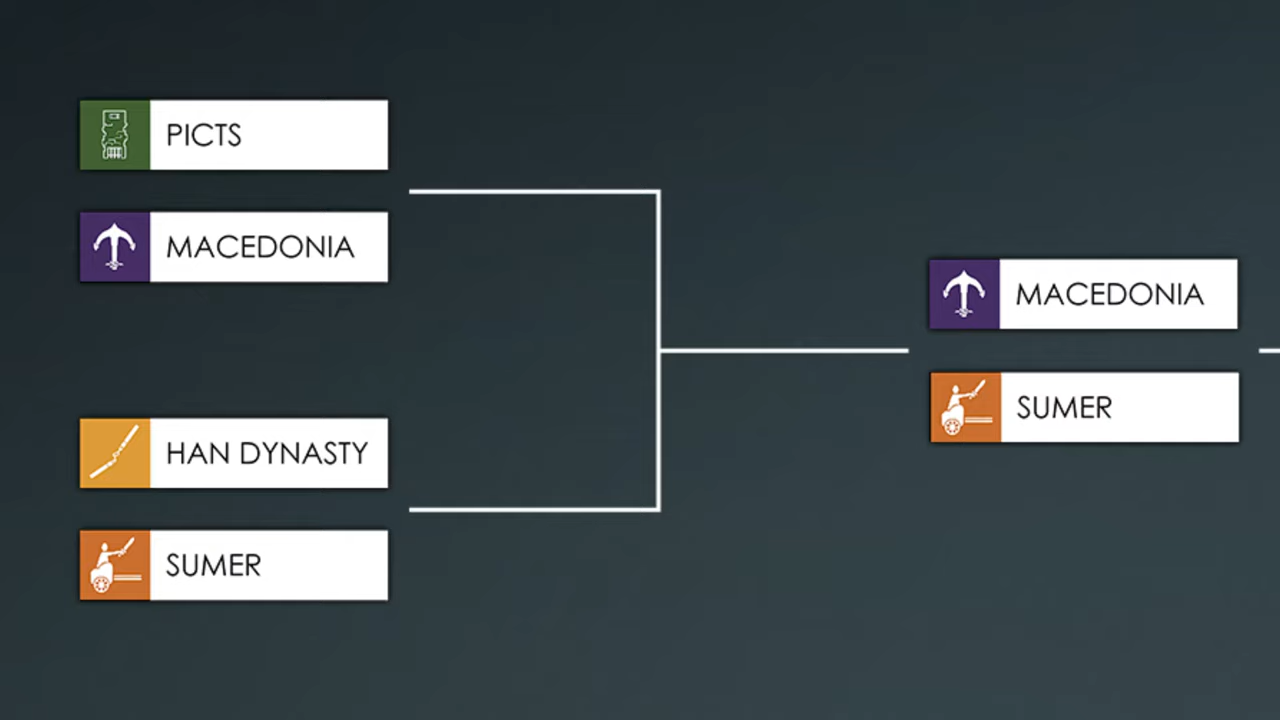 PICTS
MACEDONIA
HAN DYNASTY
SUMER
MACEDONIA
SUMER